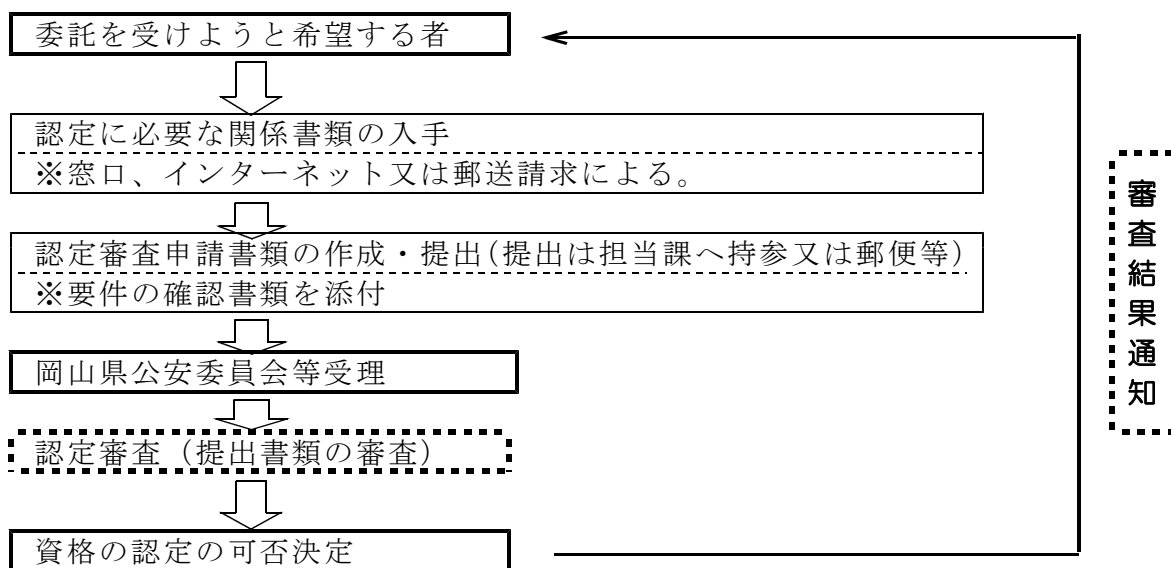 委託を受けようと希望する者
認定に必要な関係書類の入手
※窓口、インターネット又は郵送請求による。
認定審査申請書類の作成・提出(提出は担当課へ持参又は郵便等)
※要件の確認書類を添付
岡山県公安委員会等受理
認定審査(提出書類の審査)
資格の認定の可否決定
審査結果通知